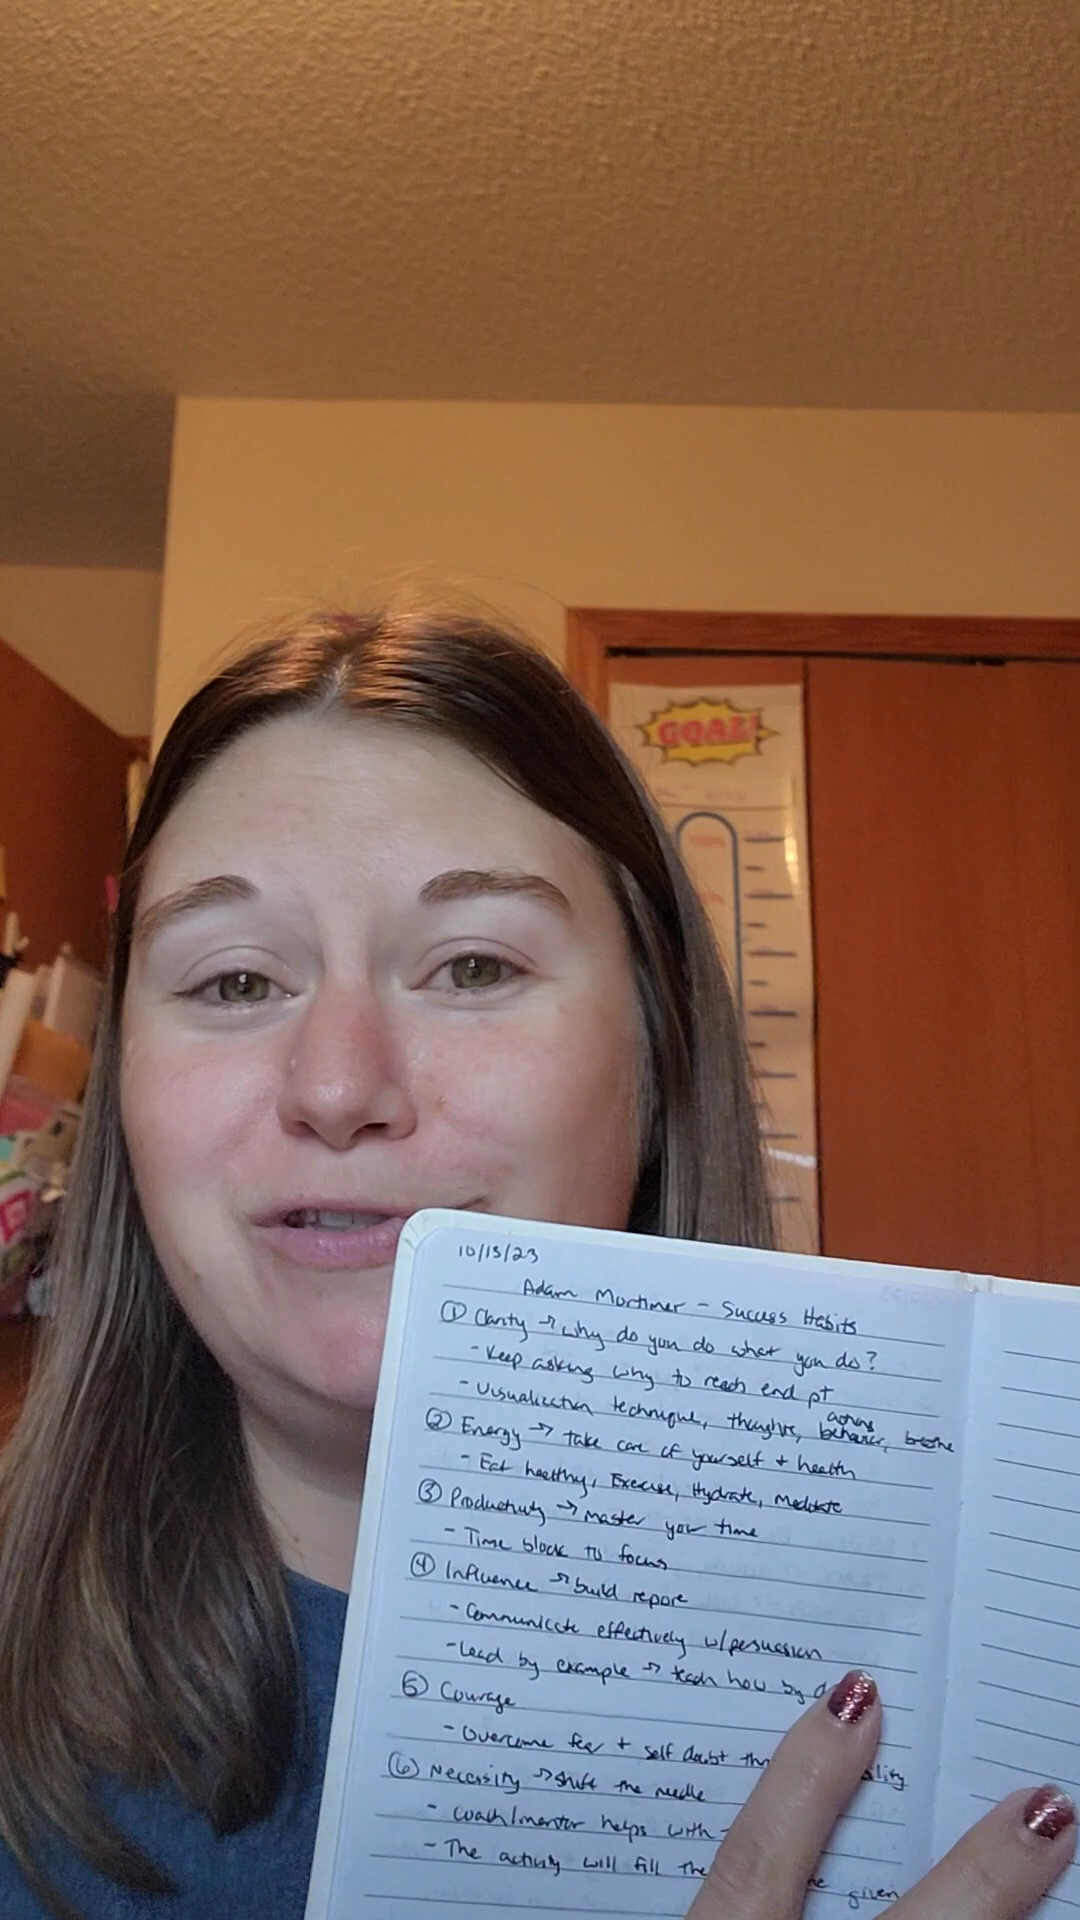 GOAL!
100%
10/15/23
Adam Mortimer - Success Habits
① Clarity → why do you do what you do?
- Keep asking why to reach end pt
- Visualization technique, thoughts, actions behavior, breathe
② Energy → take care of yourself + health
- Eat healthy, Exercise, Hydrate, Meditate
③ Productivity → master your time
- Time block to focus
④ Influence → build repore
- Communicate effectively w/persuasion
- Lead by example → teach how by
⑤ Courage
- Overcome fear + self doubt
⑥ Necessity → shift the needle
- coach/mentor helps with
- The activity will fill the given